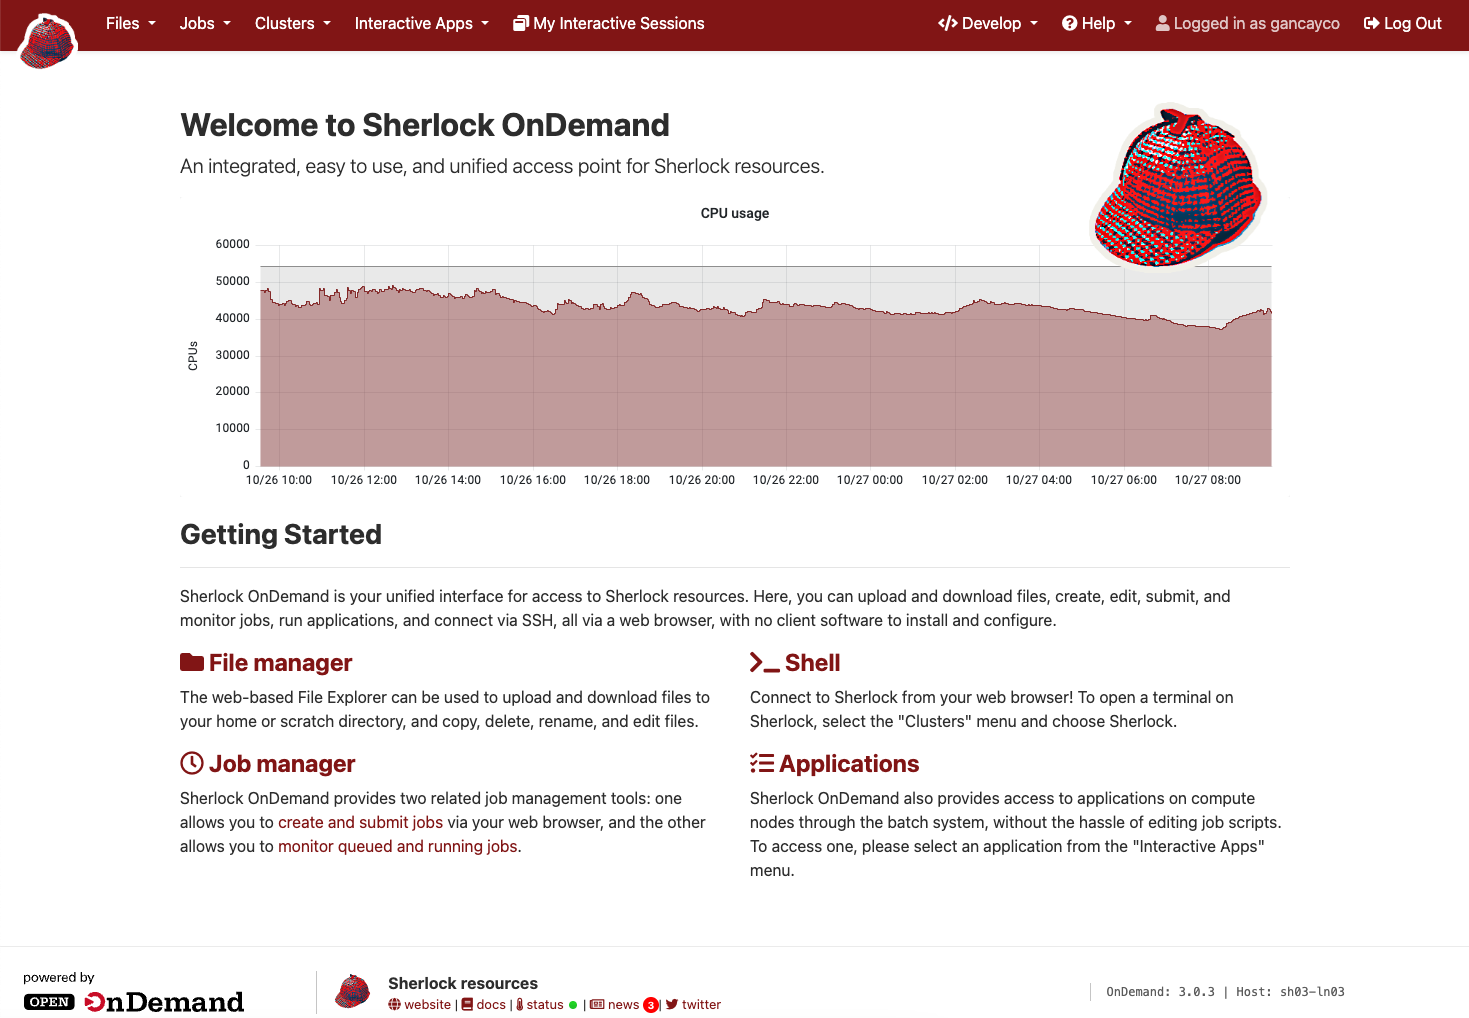 Files Jobs Clusters Interactive Apps My Interactive Sessions Develop Help Logged in as gancayco Log Out
Welcome to Sherlock OnDemand
An integrated, easy to use, and unified access point for Sherlock resources.
CPU usage
60000
50000
40000
30000
20000
10000
0
CPUs
10/26 10:00 10/26 12:00 10/26 14:00 10/26 16:00 10/26 18:00 10/26 20:00 10/26 22:00 10/27 00:00 10/27 02:00 10/27 04:00 10/27 06:00 10/27 08:00
Getting Started
Sherlock OnDemand is your unified interface for access to Sherlock resources. Here, you can upload and download files, create, edit, submit, and
monitor jobs, run applications, and connect via SSH, all via a web browser, with no client software to install and configure.
File manager
The web-based File Explorer can be used to upload and download files to
your home or scratch directory, and copy, delete, rename, and edit files.
Shell
Connect to Sherlock from your web browser! To open a terminal on
Sherlock, select the "Clusters" menu and choose Sherlock.
Job manager
Sherlock OnDemand provides two related job management tools: one
allows you to create and submit jobs via your web browser, and the other
allows you to monitor queued and running jobs.
Applications
Sherlock OnDemand also provides access to applications on compute
nodes through the batch system, without the hassle of editing job scripts.
To access one, please select an application from the "Interactive Apps"
menu.
powered by
OPEN OnDemand
Sherlock resources
website | docs | status | news 3 | twitter
OnDemand: 3.0.3 | Host: sh03-ln03